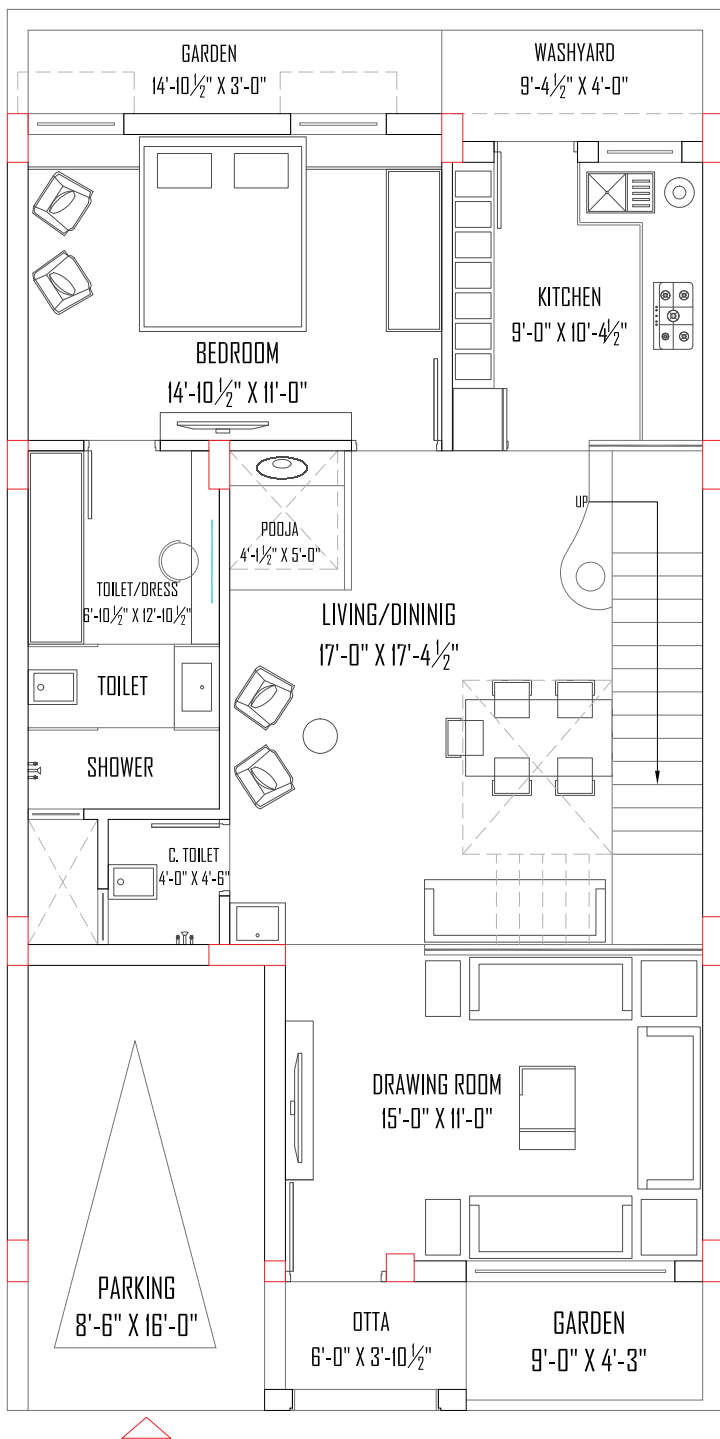 GARDEN
14'-10½" X 3'-0"
WASHYARD
9'-4½" X 4'-0"
KITCHEN
9'-0" X 10'-4½"
BEDROOM
14'-10½" X 11'-0"
UP
POOJA
4'-1½" X 5'-0"
TOILET/DRESS
6'-10½" X 12'-10½"
LIVING/DINING
17'-0" X 17'-4½"
TOILET
SHOWER
C. TOILET
4'-0" X 4'-6"
DRAWING ROOM
15'-0" X 11'-0"
PARKING
8'-6" X 16'-0"
OTTA
6'-0" X 3'-10½"
GARDEN
9'-0" X 4'-3"